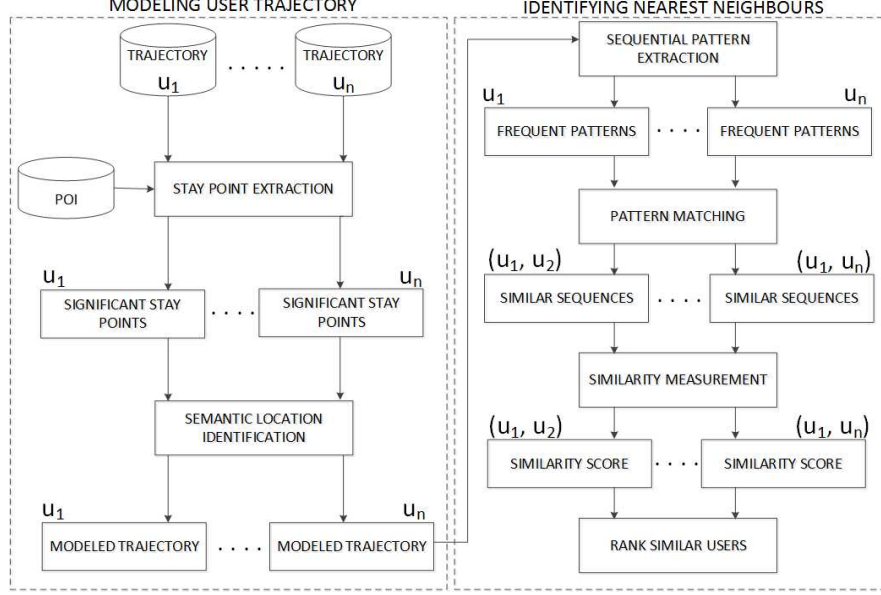 MODELING USER TRAJECTORY
TRAJECTORY
u1
. . . . .
TRAJECTORY
un
POI
STAY POINT EXTRACTION
u1
un
SIGNIFICANT STAY
POINTS
. . . .
SIGNIFICANT STAY
POINTS
SEMANTIC LOCATION
IDENTIFICATION
u1
un
MODELED TRAJECTORY
. . . .
MODELED TRAJECTORY
IDENTIFYING NEAREST NEIGHBOURS
SEQUENTIAL PATTERN
EXTRACTION
u1
un
FREQUENT PATTERNS
. . . .
FREQUENT PATTERNS
PATTERN MATCHING
(u1, u2)
(u1, un)
SIMILAR SEQUENCES
. . . .
SIMILAR SEQUENCES
SIMILARITY MEASUREMENT
(u1, u2)
(u1, un)
SIMILARITY SCORE
. . . .
SIMILARITY SCORE
RANK SIMILAR USERS